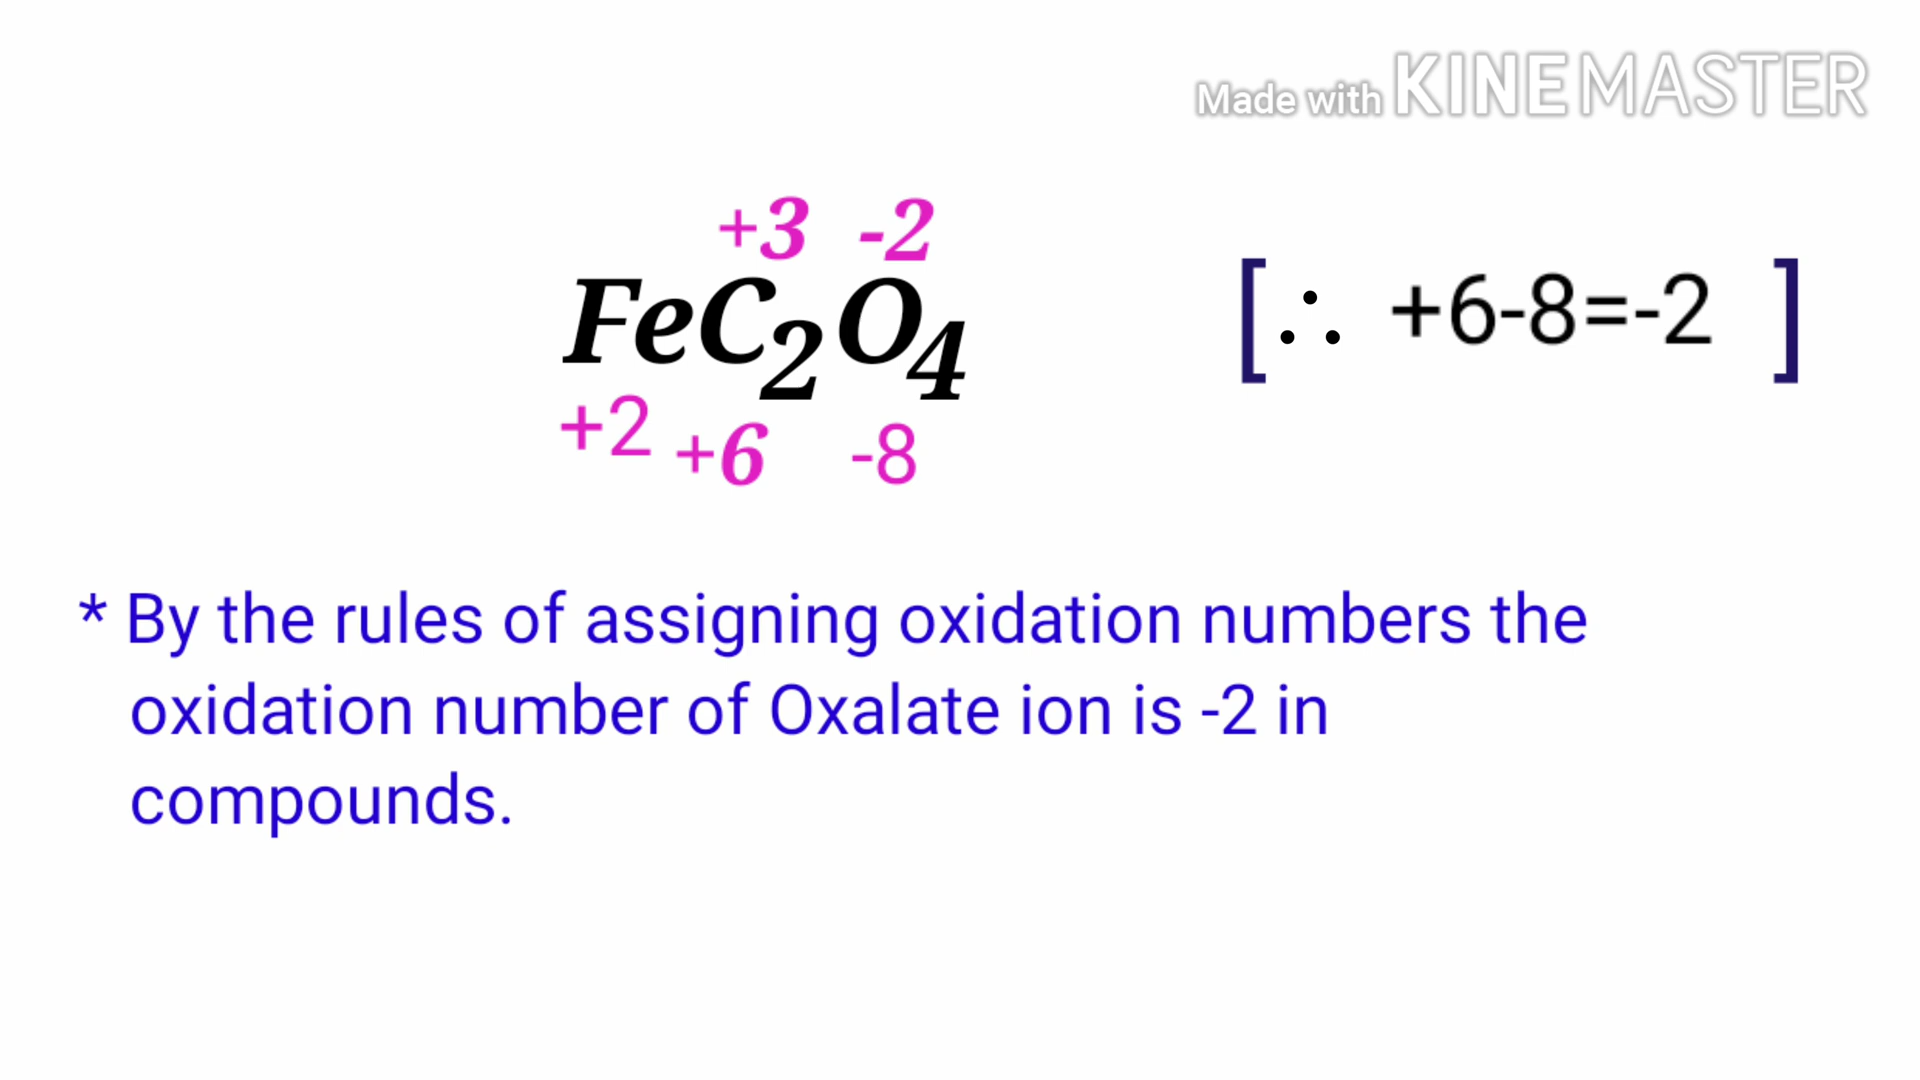 Made with KINEMASTER
+3 -2
FeC2O4
[∴ +6-8=-2 ]
+2 +6 -8
* By the rules of assigning oxidation numbers the
oxidation number of Oxalate ion is -2 in
compounds.